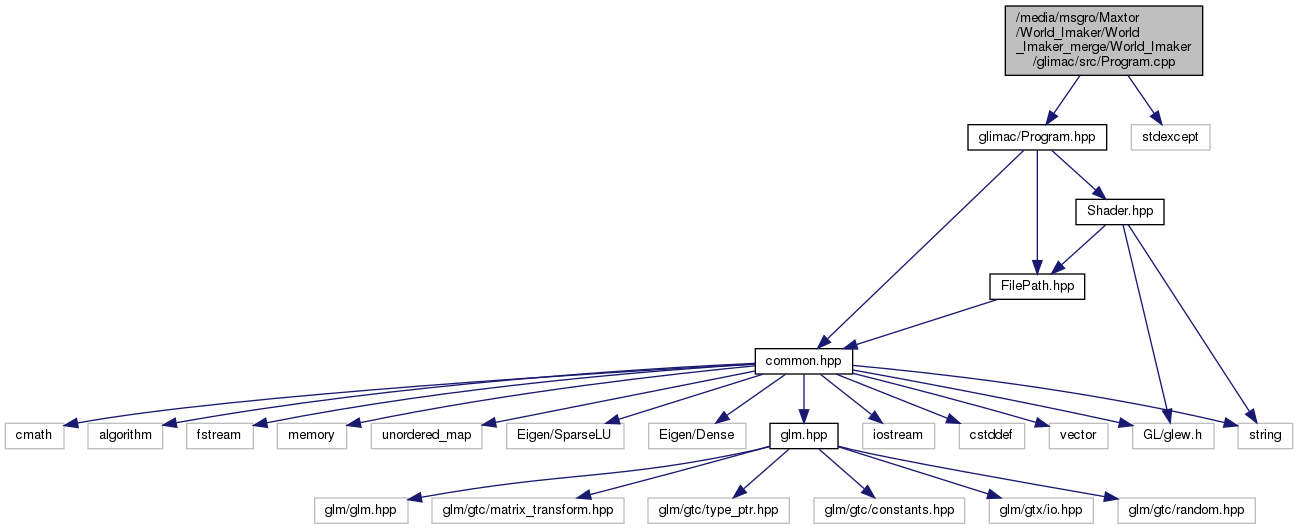 /media/msgro/Maxtor
/World_Imaker/World
_Imaker_merge/World_Imaker
/glimac/src/Program.cpp
glimac/Program.hpp
stdexcept
Shader.hpp
FilePath.hpp
common.hpp
cmath
algorithm
fstream
memory
unordered_map
Eigen/SparseLU
Eigen/Dense
glm.hpp
iostream
cstddef
vector
GL/glew.h
string
glm/glm.hpp
glm/gtc/matrix_transform.hpp
glm/gtc/type_ptr.hpp
glm/gtc/constants.hpp
glm/gtx/io.hpp
glm/gtc/random.hpp